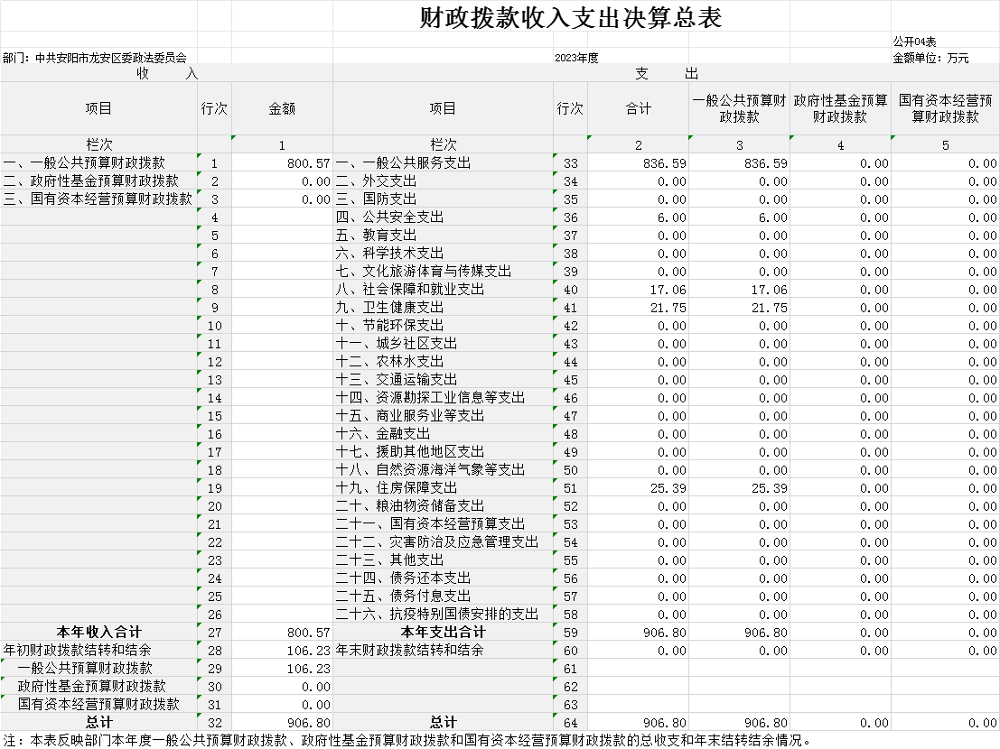 财政拨款收入支出决算总表
公开04表
部门：中共安阳市龙安区委政法委员会 2023年度 金额单位：万元
收 入 支 出
项目 行次 金额 项目 行次 合计 一般公共预算财政拨款 政府性基金预算财政拨款 国有资本经营预算财政拨款
栏次 1 栏次 2 3 4 5
一、一般公共预算财政拨款 1 800.57 一、一般公共服务支出 33 836.59 836.59 0.00 0.00
二、政府性基金预算财政拨款 2 0.00 二、外交支出 34 0.00 0.00 0.00 0.00
三、国有资本经营预算财政拨款 3 0.00 三、国防支出 35 0.00 0.00 0.00 0.00
4 四、公共安全支出 36 6.00 6.00 0.00 0.00
5 五、教育支出 37 0.00 0.00 0.00 0.00
6 六、科学技术支出 38 0.00 0.00 0.00 0.00
7 七、文化旅游体育与传媒支出 39 0.00 0.00 0.00 0.00
8 八、社会保障和就业支出 40 17.06 17.06 0.00 0.00
9 九、卫生健康支出 41 21.75 21.75 0.00 0.00
10 十、节能环保支出 42 0.00 0.00 0.00 0.00
11 十一、城乡社区支出 43 0.00 0.00 0.00 0.00
12 十二、农林水支出 44 0.00 0.00 0.00 0.00
13 十三、交通运输支出 45 0.00 0.00 0.00 0.00
14 十四、资源勘探工业信息等支出 46 0.00 0.00 0.00 0.00
15 十五、商业服务业等支出 47 0.00 0.00 0.00 0.00
16 十六、金融支出 48 0.00 0.00 0.00 0.00
17 十七、援助其他地区支出 49 0.00 0.00 0.00 0.00
18 十八、自然资源海洋气象等支出 50 0.00 0.00 0.00 0.00
19 十九、住房保障支出 51 25.39 25.39 0.00 0.00
20 二十、粮油物资储备支出 52 0.00 0.00 0.00 0.00
21 二十一、国有资本经营预算支出 53 0.00 0.00 0.00 0.00
22 二十二、灾害防治及应急管理支出 54 0.00 0.00 0.00 0.00
23 二十三、其他支出 55 0.00 0.00 0.00 0.00
24 二十四、债务还本支出 56 0.00 0.00 0.00 0.00
25 二十五、债务付息支出 57 0.00 0.00 0.00 0.00
26 二十六、抗疫特别国债安排的支出 58 0.00 0.00 0.00 0.00
本年收入合计 27 800.57 本年支出合计 59 906.80 906.80 0.00 0.00
年初财政拨款结转和结余 28 106.23 年末财政拨款结转和结余 60 0.00 0.00 0.00 0.00
一般公共预算财政拨款 29 106.23 61
政府性基金预算财政拨款 30 0.00 62
国有资本经营预算财政拨款 31 0.00 63
总计 32 906.80 总计 64 906.80 906.80 0.00 0.00
注：本表反映部门本年度一般公共预算财政拨款、政府性基金预算财政拨款和国有资本经营预算财政拨款的总收支和年末结转结余情况。